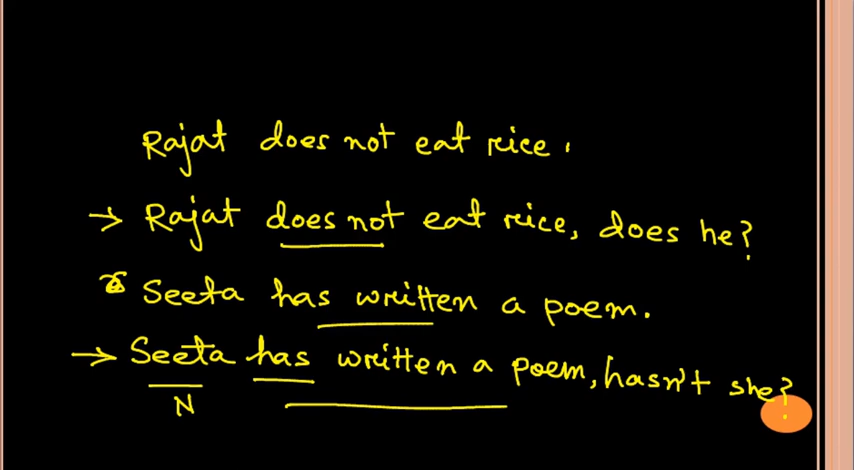 Rajat does not eat rice.
→ Rajat does not eat rice, does he?
Seeta has written a poem.
→ Seeta has written a poem, hasn't she?
N